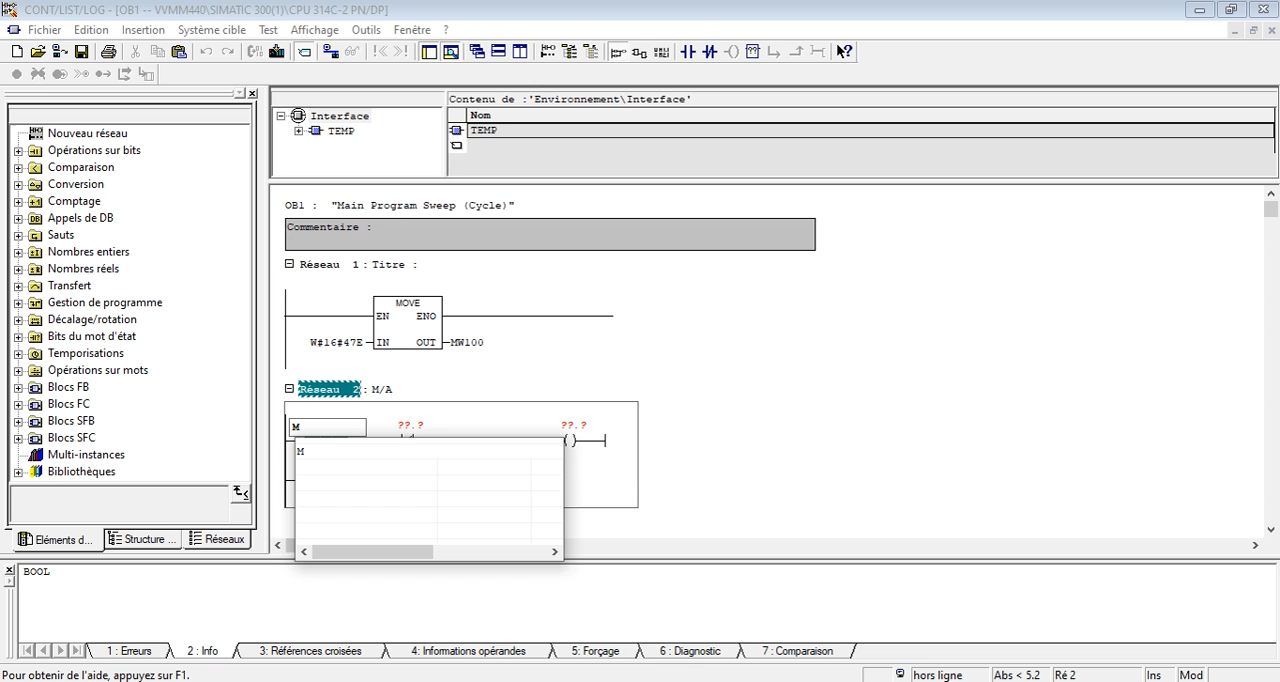 CONT/LIST/LOG - [OB1 -- VVMM440\SIMATIC 300(1)\CPU 314C-2 PN/DP]
Fichier Edition Insertion Système cible Test Affichage Outils Fenêtre ?
Nouveau réseau
Opérations sur bits
Comparaison
Conversion
Comptage
Appels de DB
Sauts
Nombres entiers
Nombres réels
Transfert
Gestion de programme
Décalage/rotation
Bits du mot d'état
Temporisations
Opérations sur mots
Blocs FB
Blocs FC
Blocs SFB
Blocs SFC
Multi-instances
Bibliothèques
Eléments d... Structure ... Réseaux
Interface
TEMP
Contenu de :'Environnement\Interface'
Nom
TEMP
OB1 : "Main Program Sweep (Cycle)"
Commentaire :
Réseau 1 : Titre :
MOVE
EN ENO
W#16#47E IN OUT MW100
Réseau 2 : M/A
M ??.? ??.?
M
BOOL
1 : Erreurs 2 : Info 3: Références croisées 4: Informations opérandes 5: Forçage 6 : Diagnostic 7 : Comparaison
Pour obtenir de l'aide, appuyez sur F1. hors ligne Abs < 5.2 Ré 2 Ins Mod